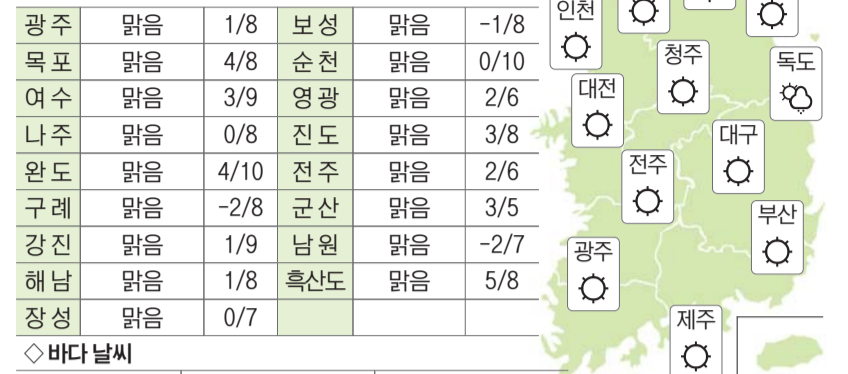 광주 맑음 1/8 보성 맑음 -1/8
목포 맑음 4/8 순천 맑음 0/10
여수 맑음 3/9 영광 맑음 2/6
나주 맑음 0/8 진도 맑음 3/8
완도 맑음 4/10 전주 맑음 2/6
구례 맑음 -2/8 군산 맑음 3/5
강진 맑음 1/9 남원 맑음 -2/7
해남 맑음 1/8 흑산도 맑음 5/8
장성 맑음 0/7
◇바다 날씨
인천
청주
독도
대전
대구
전주
부산
광주
제주